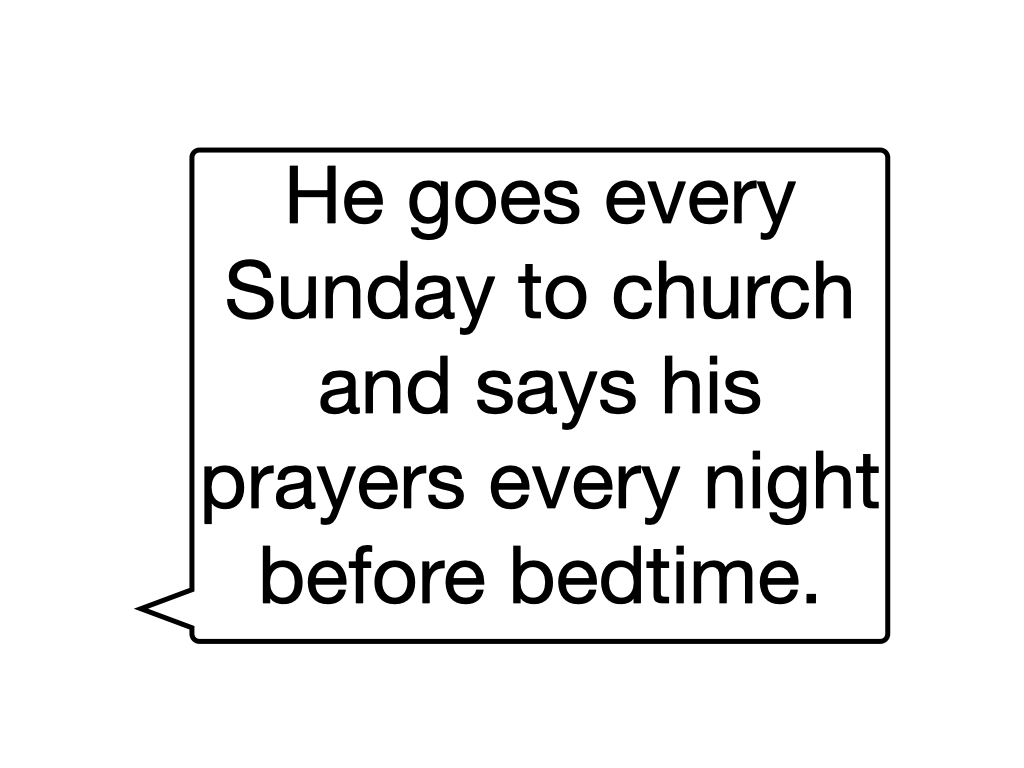 He goes every
Sunday to church
and says his
prayers every night
before bedtime.